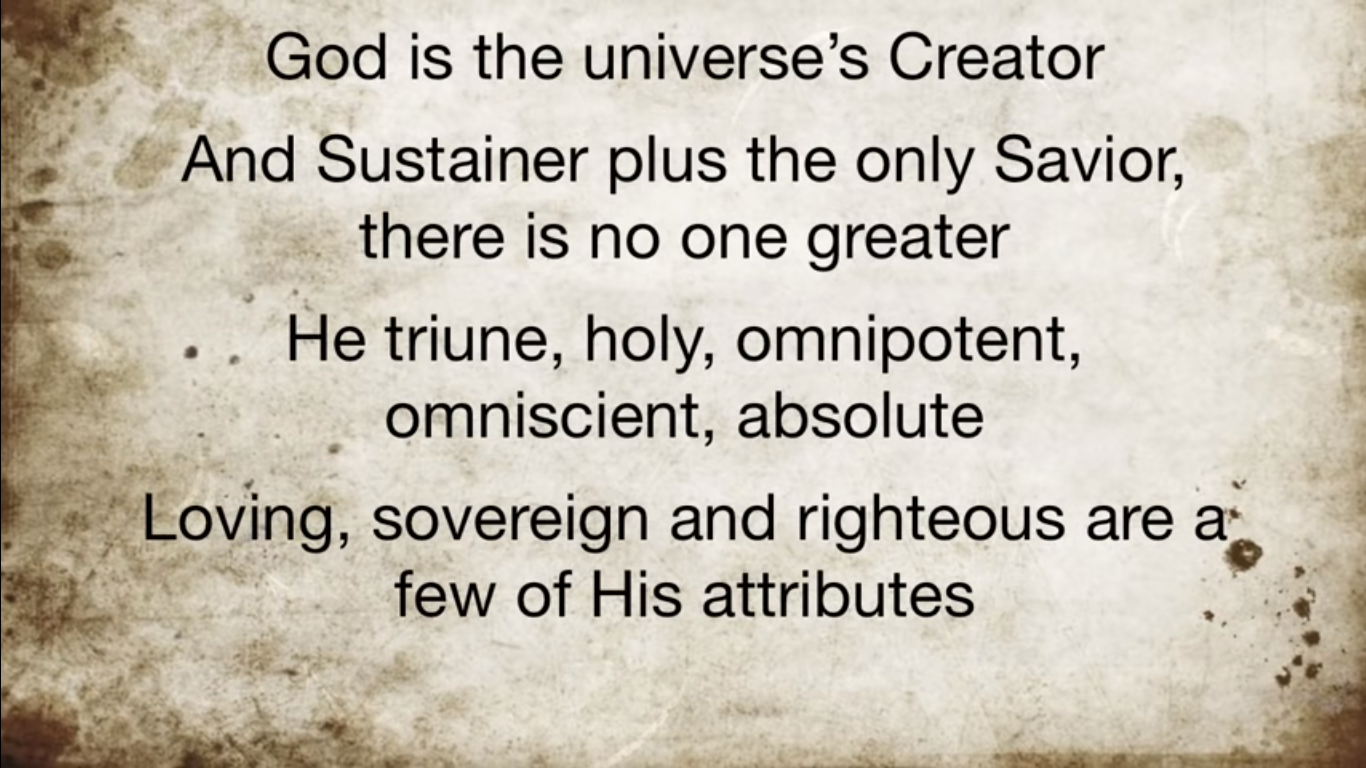 God is the universe’s Creator
And Sustainer plus the only Savior,
there is no one greater
He triune, holy, omnipotent,
omniscient, absolute
Loving, sovereign and righteous are a
few of His attributes